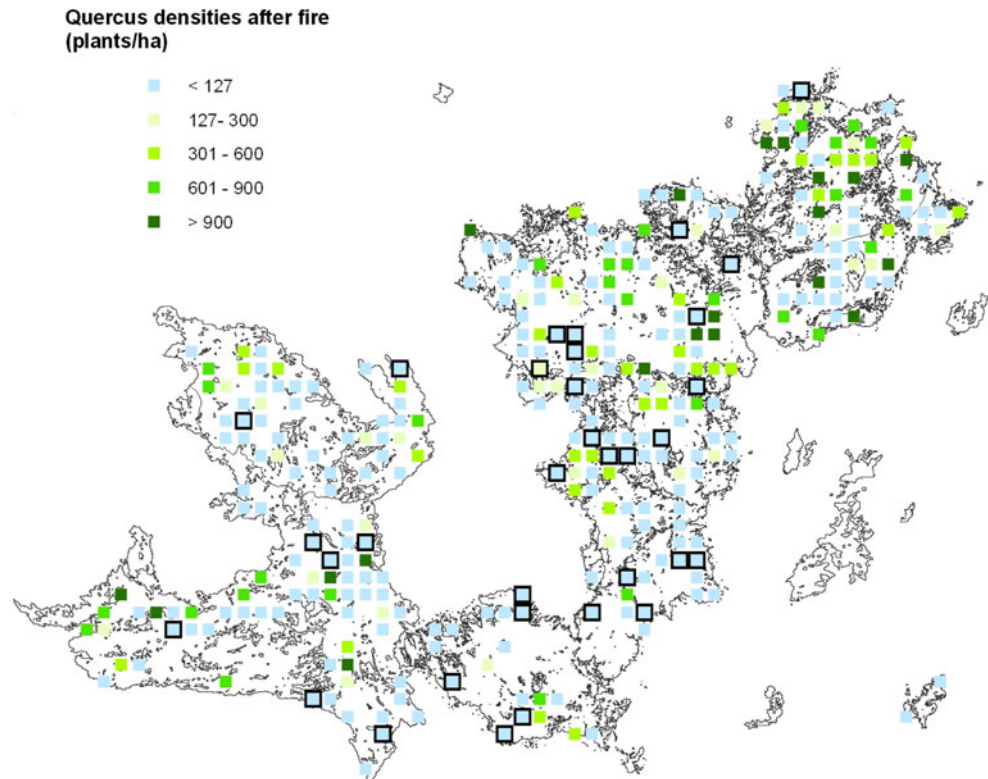 Quercus densities after fire
(plants/ha)
< 127
127- 300
301 - 600
601 - 900
> 900